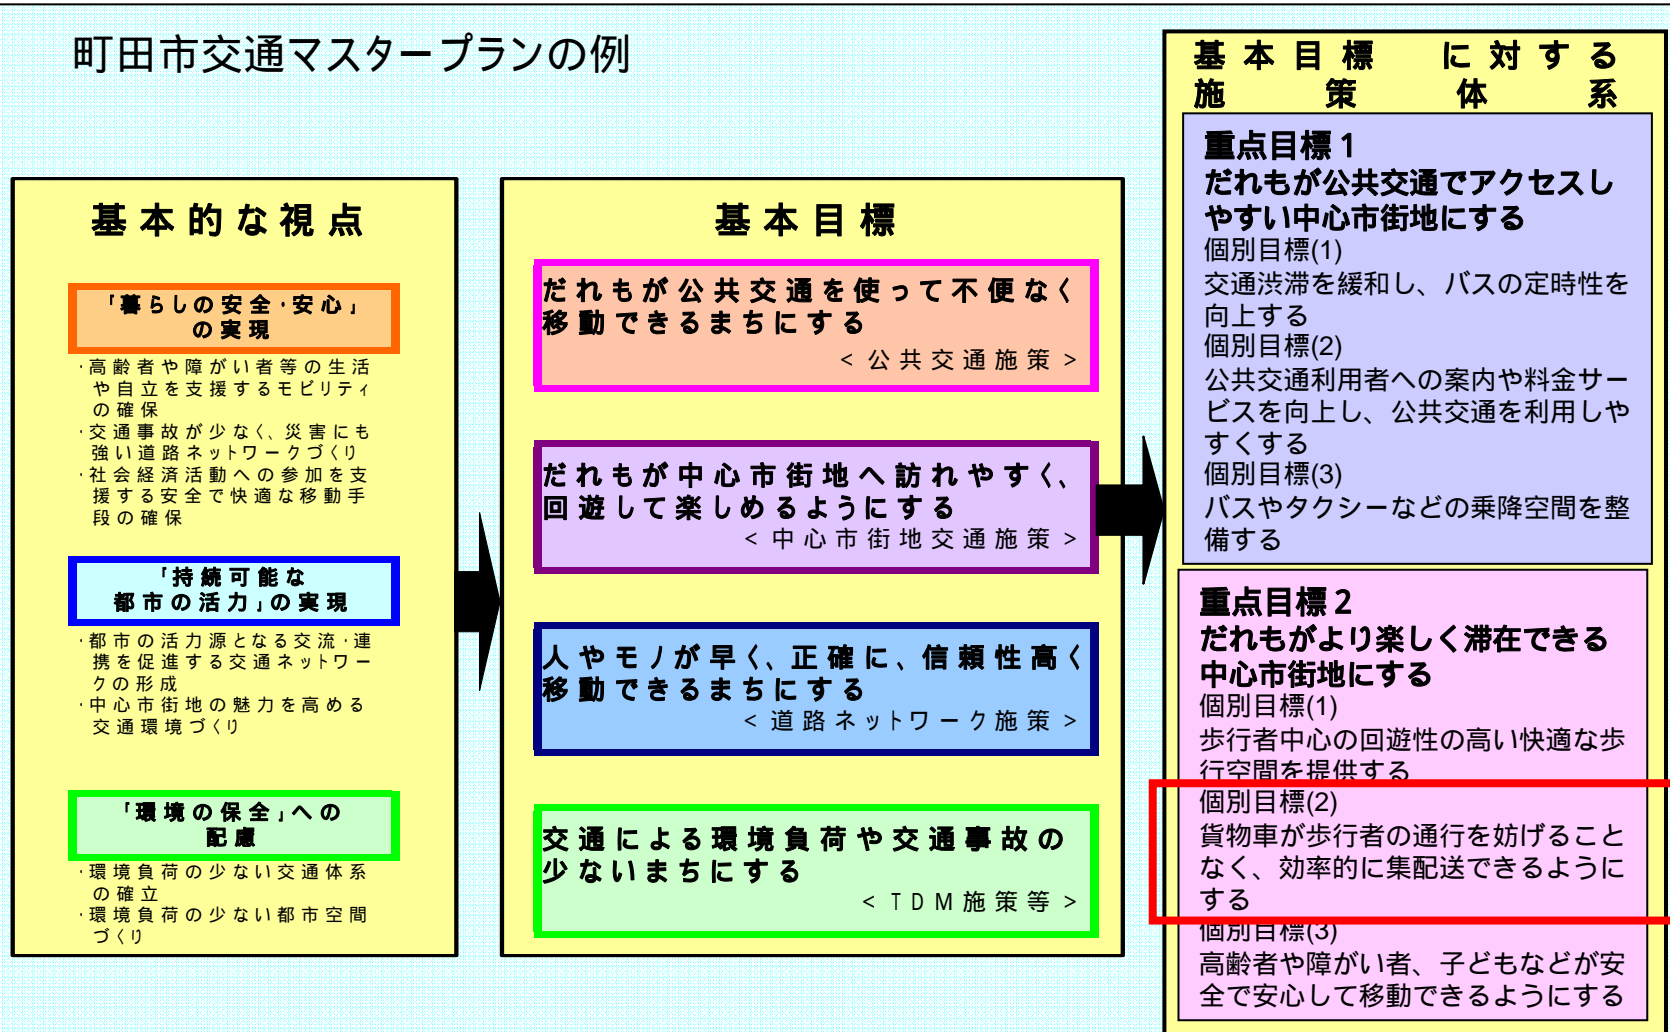 町田市交通マスタープランの例
基本的な視点
「暮らしの安全・安心」
の実現
・高齢者や障がい者等の生活
や自立を支援するモビリティ
の確保
・交通事故が少なく、災害にも
強い道路ネットワークづくり
・社会経済活動への参加を支
援する安全で快適な移動手
段の確保
「持続可能な
都市の活力」の実現
・都市の活力源となる交流・連
携を促進する交通ネットワー
クの形成
・中心市街地の魅力を高める
交通環境づくり
「環境の保全」への
配慮
・環境負荷の少ない交通体系
の確立
・環境負荷の少ない都市空間
づくり
基本目標
だれもが公共交通を使って不便なく
移動できるまちにする
<公共交通施策>
だれもが中心市街地へ訪れやすく、
回遊して楽しめるようにする
<中心市街地交通施策>
人やモノが早く、正確に、信頼性高く
移動できるまちにする
<道路ネットワーク施策>
交通による環境負荷や交通事故の
少ないまちにする
<TDM施策等>
基本目標 に対する
施策体系
重点目標1
だれもが公共交通でアクセスし
やすい中心市街地にする
個別目標(1)
交通渋滞を緩和し、バスの定時性を
向上する
個別目標(2)
公共交通利用者への案内や料金サー
ビスを向上し、公共交通を利用しや
すくする
個別目標(3)
バスやタクシーなどの乗降空間を整
備する
重点目標2
だれもがより楽しく滞在できる
中心市街地にする
個別目標(1)
歩行者中心の回遊性の高い快適な歩
行空間を提供する
個別目標(2)
貨物車が歩行者の通行を妨げること
なく、効率的に集配送できるように
する
個別目標(3)
高齢者や障がい者、子どもなどが安
全で安心して移動できるようにする